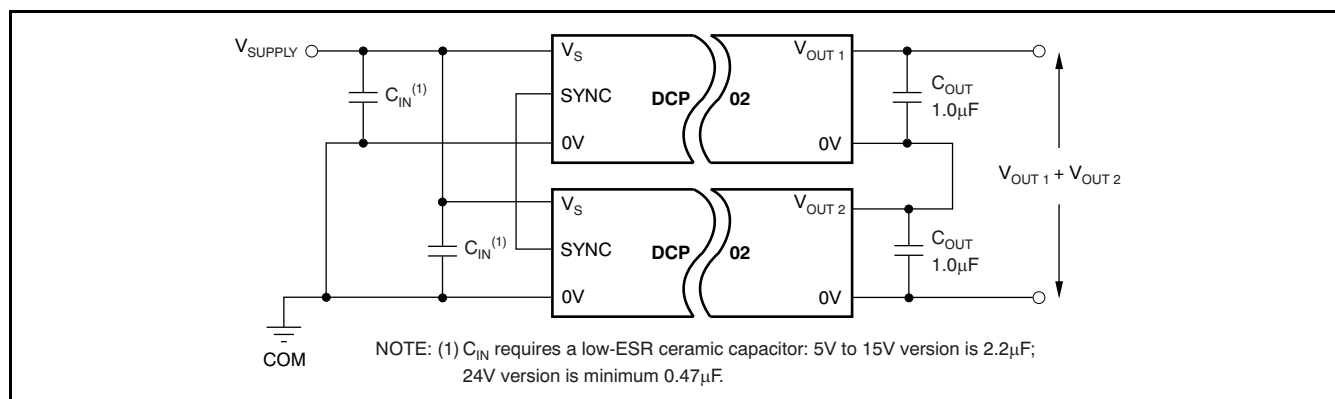 VSUPPLY
VS
VOUT 1
CIN(1)
SYNC
DCP
02
COUT
1.0μF
0V
0V
VOUT 1 + VOUT 2
VS
VOUT 2
CIN(1)
SYNC
DCP
02
COUT
1.0μF
0V
0V
COM
NOTE: (1) CIN requires a low-ESR ceramic capacitor: 5V to 15V version is 2.2μF;
24V version is minimum 0.47μF.